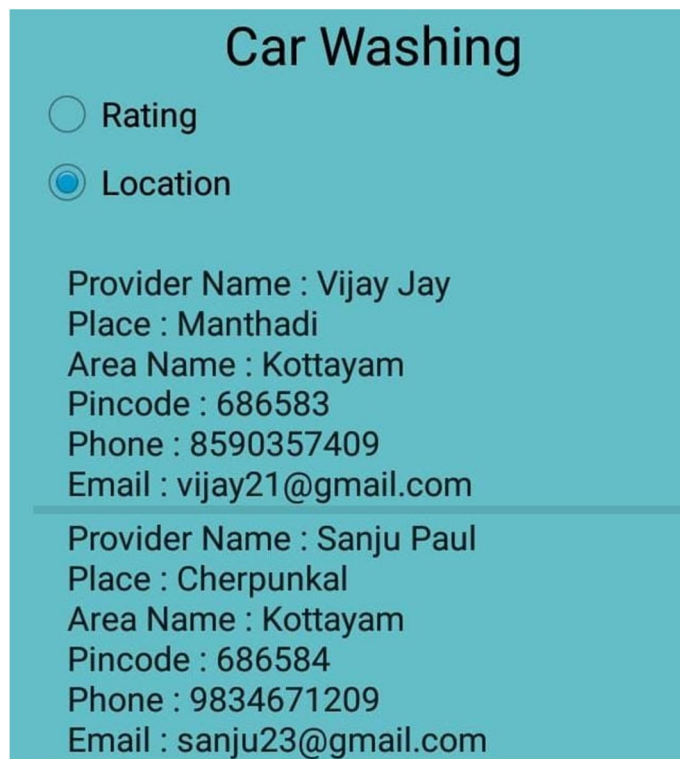 Car Washing
Rating
Location
Provider Name : Vijay Jay
Place : Manthadi
Area Name : Kottayam
Pincode : 686583
Phone : 8590357409
Email : vijay21@gmail.com
Provider Name : Sanju Paul
Place : Cherpunkal
Area Name : Kottayam
Pincode : 686584
Phone : 9834671209
Email : sanju23@gmail.com